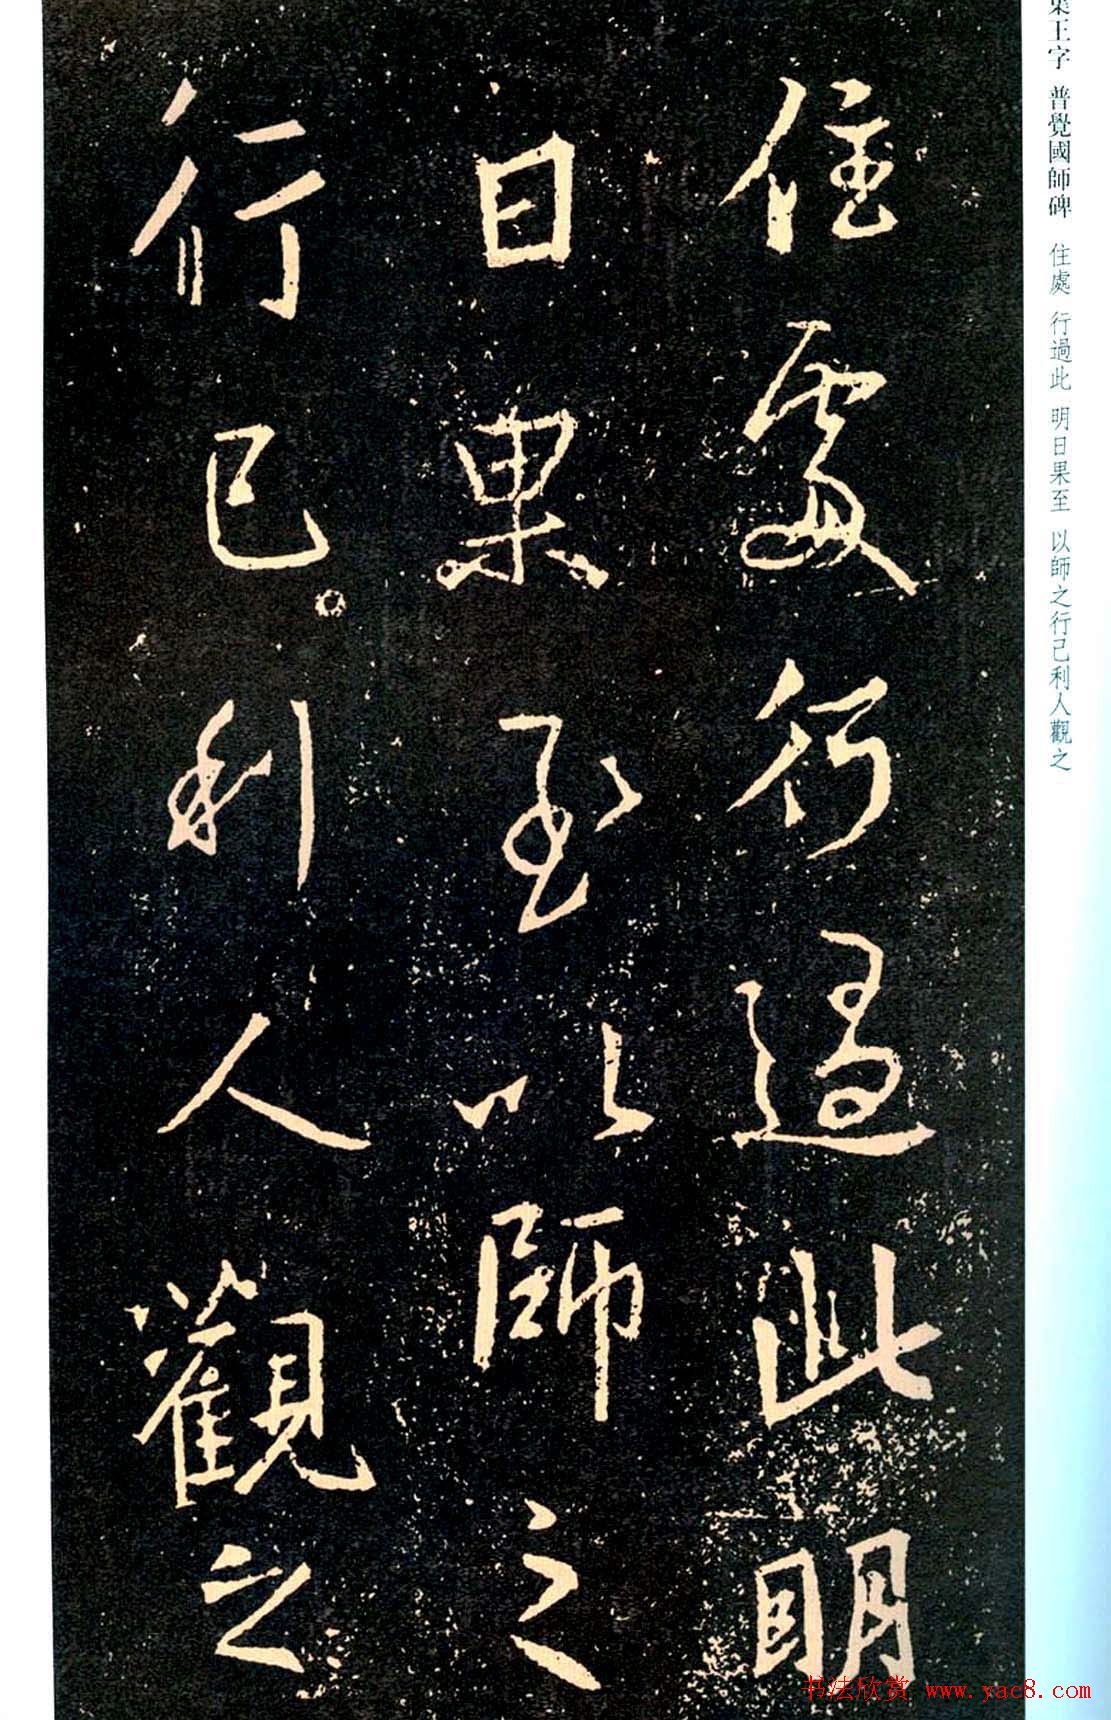 集王字 普覺國師碑 住處 行過此 明日果至 以師之行己利人觀之
住處行過此明
日果至以師之
行己利人觀之
书法欣赏 www.yac8.com